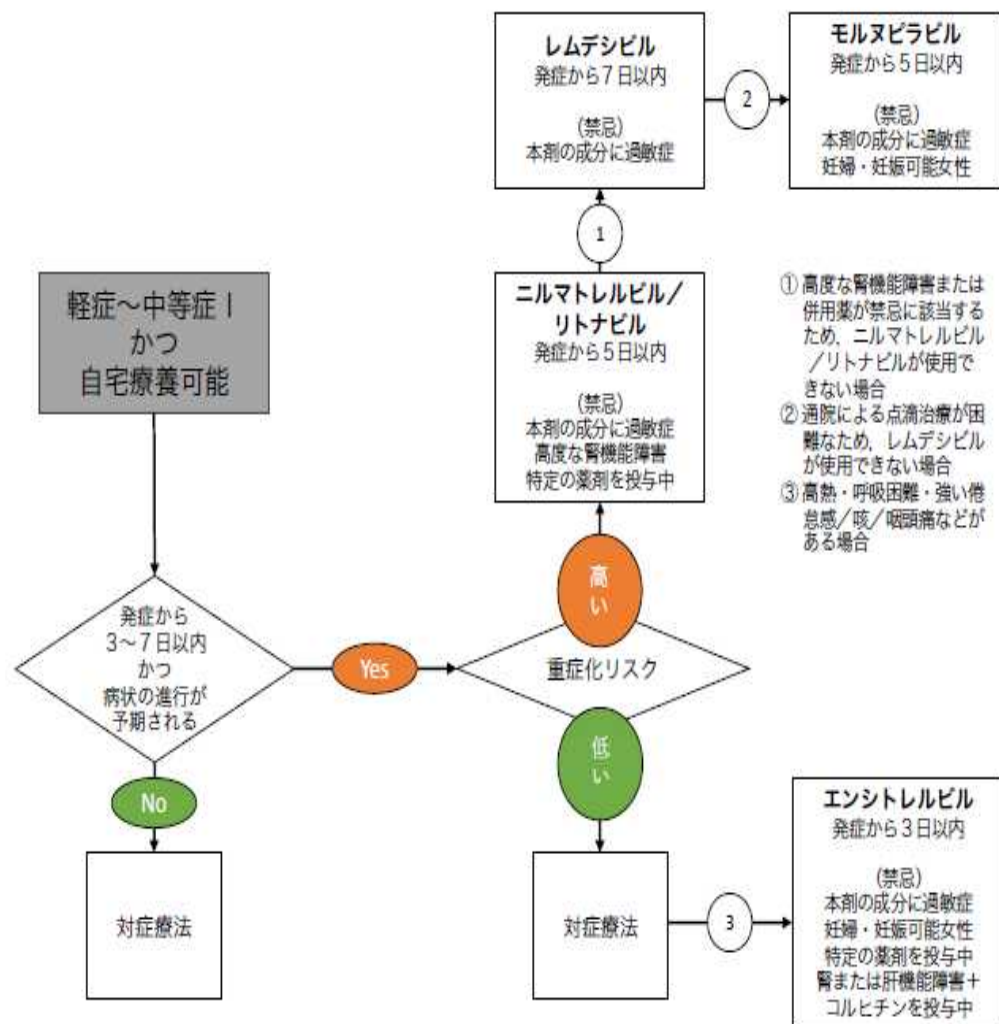 レムデシビル
発症から7日以内
(禁忌)
本剤の成分に過敏症
2
モルヌピラビル
発症から5日以内
(禁忌)
本剤の成分に過敏症
妊婦・妊娠可能女性
1
軽症～中等症Ⅰ
かつ
自宅療養可能
ニルマトレルビル／
リトナビル
発症から5日以内
(禁忌)
本剤の成分に過敏症
高度な腎機能障害
特定の薬剤を投与中
① 高度な腎機能障害または
併用薬が禁忌に該当する
ため，ニルマトレルビル
／リトナビルが使用で
きない場合
② 通院による点滴治療が困
難なため，レムデシビル
が使用できない場合
③ 高熱・呼吸困難・強い倦
怠感／咳／咽頭痛などが
ある場合
高
い
発症から
3～7日以内
かつ
病状の進行が
予期される
Yes
重症化リスク
低
い
No
対症療法
対症療法
3
エンシトレルビル
発症から3日以内
(禁忌)
本剤の成分に過敏症
妊婦・妊娠可能女性
特定の薬剤を投与中
腎または肝機能障害＋
コルヒチンを投与中